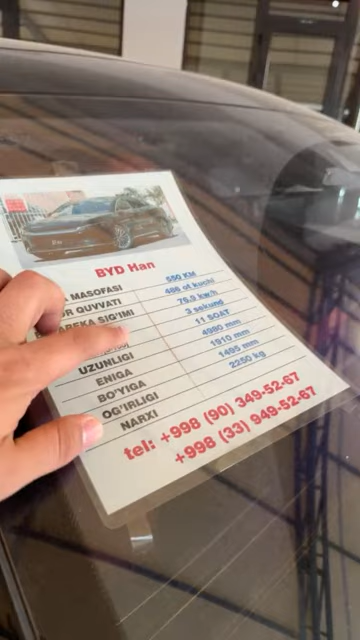 BYD Han
MASOFASI 550 KM
QUVVATI 486 ot kuchi
SIG'IMI 79,9 kw/h
3 sekund
11 SOAT
UZUNLIGI 4980 mm
ENIGA 1910 mm
BO'YIGA 1495 mm
OG'IRLIGI 2250 kg
NARXI
tel: +998 (90) 349-52-67
+998 (33) 949-52-67